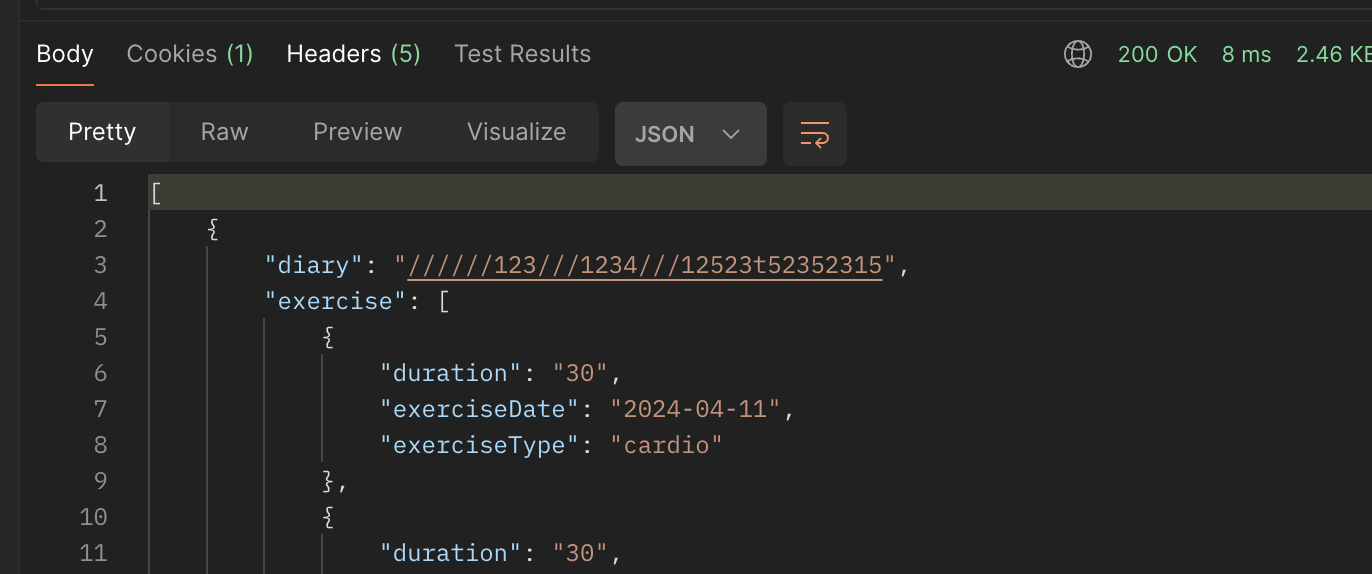 Body Cookies (1) Headers (5) Test Results 200 OK 8 ms 2.46 KB
Pretty Raw Preview Visualize JSON
1 [
2 {
3 "diary": "//////123///1234///12523t52352315",
4 "exercise": [
5 {
6 "duration": "30",
7 "exerciseDate": "2024-04-11",
8 "exerciseType": "cardio"
9 },
10 {
11 "duration": "30",